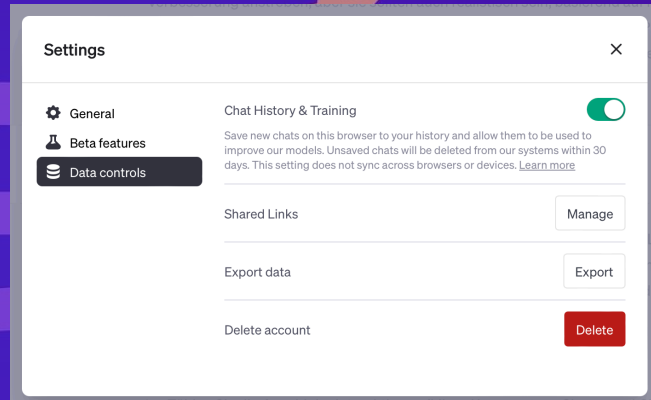 Settings
General
Beta features
Data controls
Chat History & Training
Save new chats on this browser to your history and allow them to be used to
improve our models. Unsaved chats will be deleted from our systems within 30
days. This setting does not sync across browsers or devices. Learn more
Shared Links
Manage
Export data
Export
Delete account
Delete